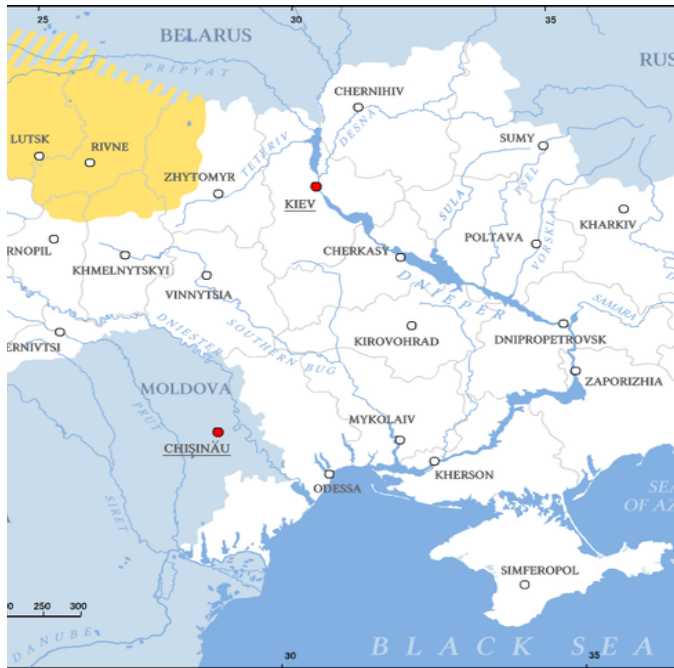 25
30
35
BELARUS
RUS
PRIPYAT
CHERNIHIV
DESNA
LUTSK
RIVNE
TETERIV
SUMY
ZHYTOMYR
PSEL
KIEV
SULA
VORSKLA
KHARKIV
RNOPIL
POLTAVA
KHMELNYTSKYI
CHERKASY
VINNYTSIA
DNIEPER
SAMARA
ERNIVTSI
DNIESTER
SOUTHERN BUG
KIROVOHRAD
DNIPROPETROVSK
MOLDOVA
ZAPORIZHIA
PRUT
MYKOLAIV
CHIŞINĂU
KHERSON
ODESSA
SEA
OF AZ
SIRET
SIMFEROPOL
00 250 300
DANUBE
BLACK SEA
30
35